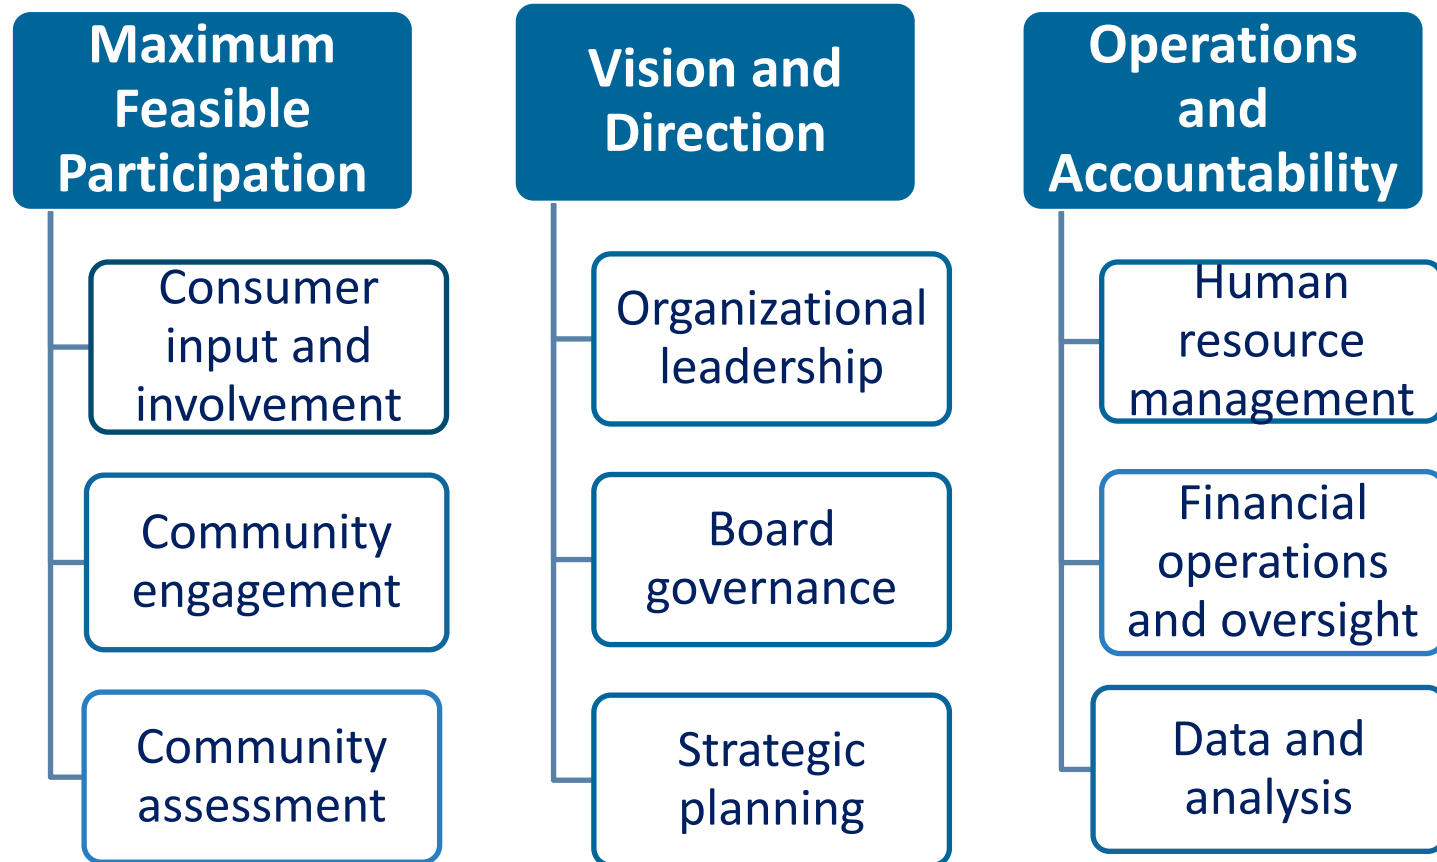 Maximum
Feasible
Participation
Consumer
input and
involvement
Community
engagement
Community
assessment
Vision and
Direction
Organizational
leadership
Board
governance
Strategic
planning
Operations
and
Accountability
Human
resource
management
Financial
operations
and oversight
Data and
analysis